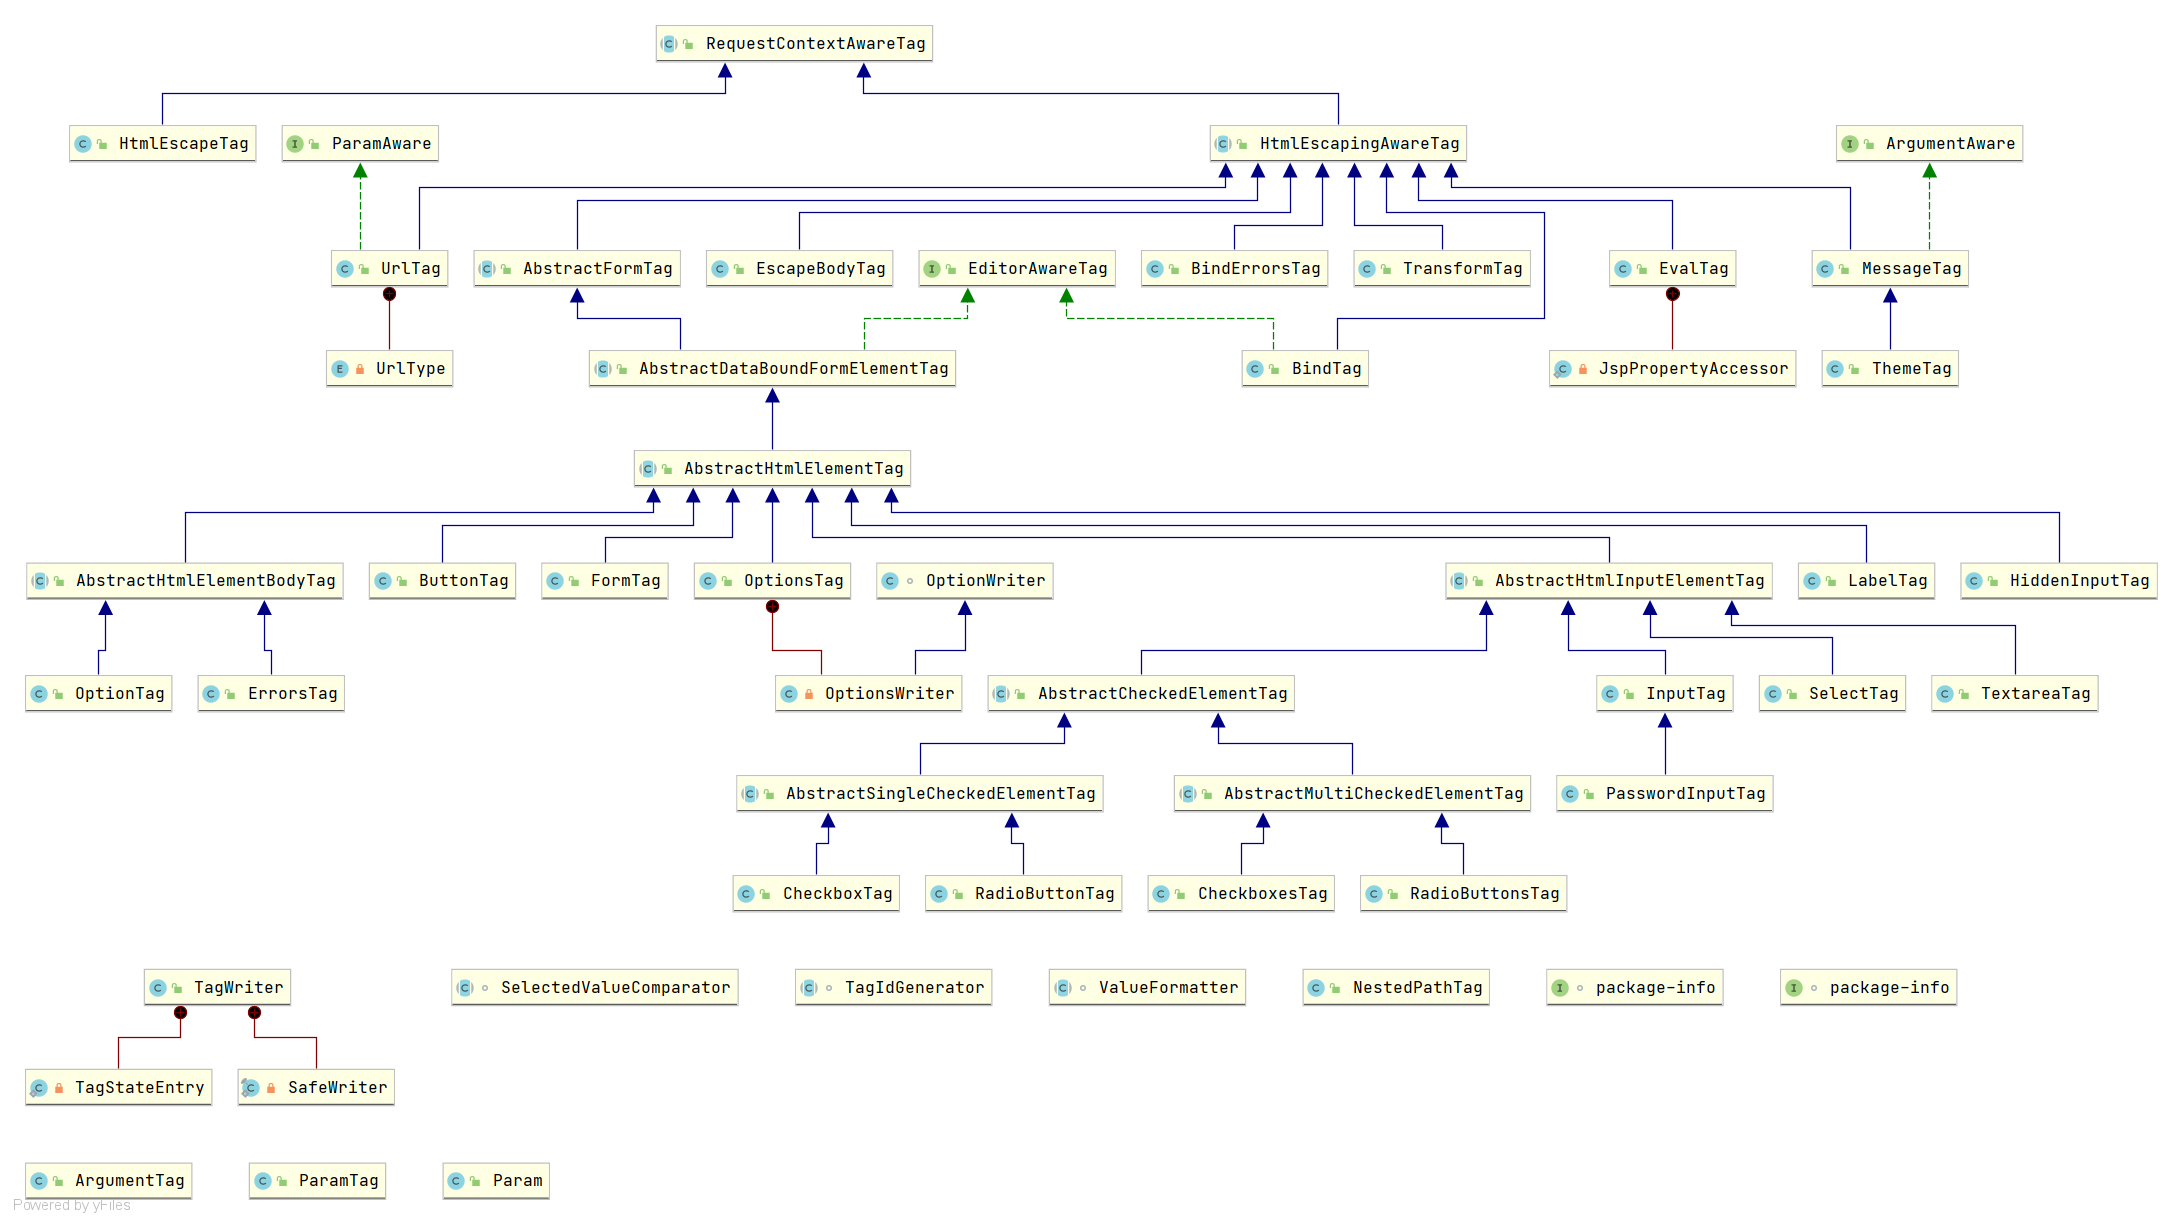 RequestContextAwareTag
HtmlEscapeTag
ParamAware
HtmlEscapingAwareTag
ArgumentAware
UrlTag
AbstractFormTag
EscapeBodyTag
EditorAwareTag
BindErrorsTag
TransformTag
EvalTag
MessageTag
UrlType
AbstractDataBoundFormElementTag
BindTag
JspPropertyAccessor
ThemeTag
AbstractHtmlElementTag
AbstractHtmlElementBodyTag
ButtonTag
FormTag
OptionsTag
OptionWriter
AbstractHtmlInputElementTag
LabelTag
HiddenInputTag
OptionTag
ErrorsTag
OptionsWriter
AbstractCheckedElementTag
InputTag
SelectTag
TextareaTag
AbstractSingleCheckedElementTag
AbstractMultiCheckedElementTag
PasswordInputTag
CheckboxTag
RadioButtonTag
CheckboxesTag
RadioButtonsTag
TagWriter
SelectedValueComparator
TagIdGenerator
ValueFormatter
NestedPathTag
package-info
package-info
TagStateEntry
SafeWriter
ArgumentTag
ParamTag
Param
Powered by yFiles